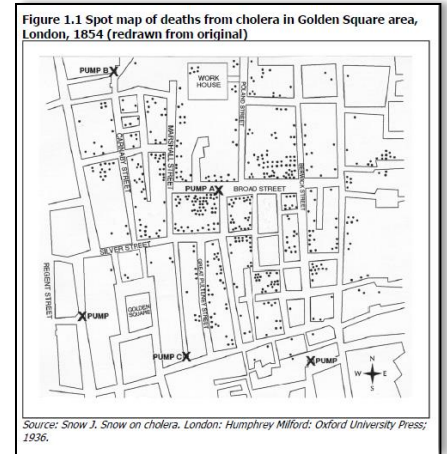 Figure 1.1 Spot map of deaths from cholera in Golden Square area,
London, 1854 (redrawn from original)
PUMP B
WORK
HOUSE
POLAND STREET
CARNABY STREET
MARSHALL STREET
BERWICK STREET
PUMP A
BROAD STREET
SILVER STREET
REGENT STREET
GREAT PULTENEY STREET
GOLDEN
SQUARE
PUMP
PUMP C
PUMP
N
W
E
S
Source: Snow J. Snow on cholera. London: Humphrey Milford: Oxford University Press;
1936.